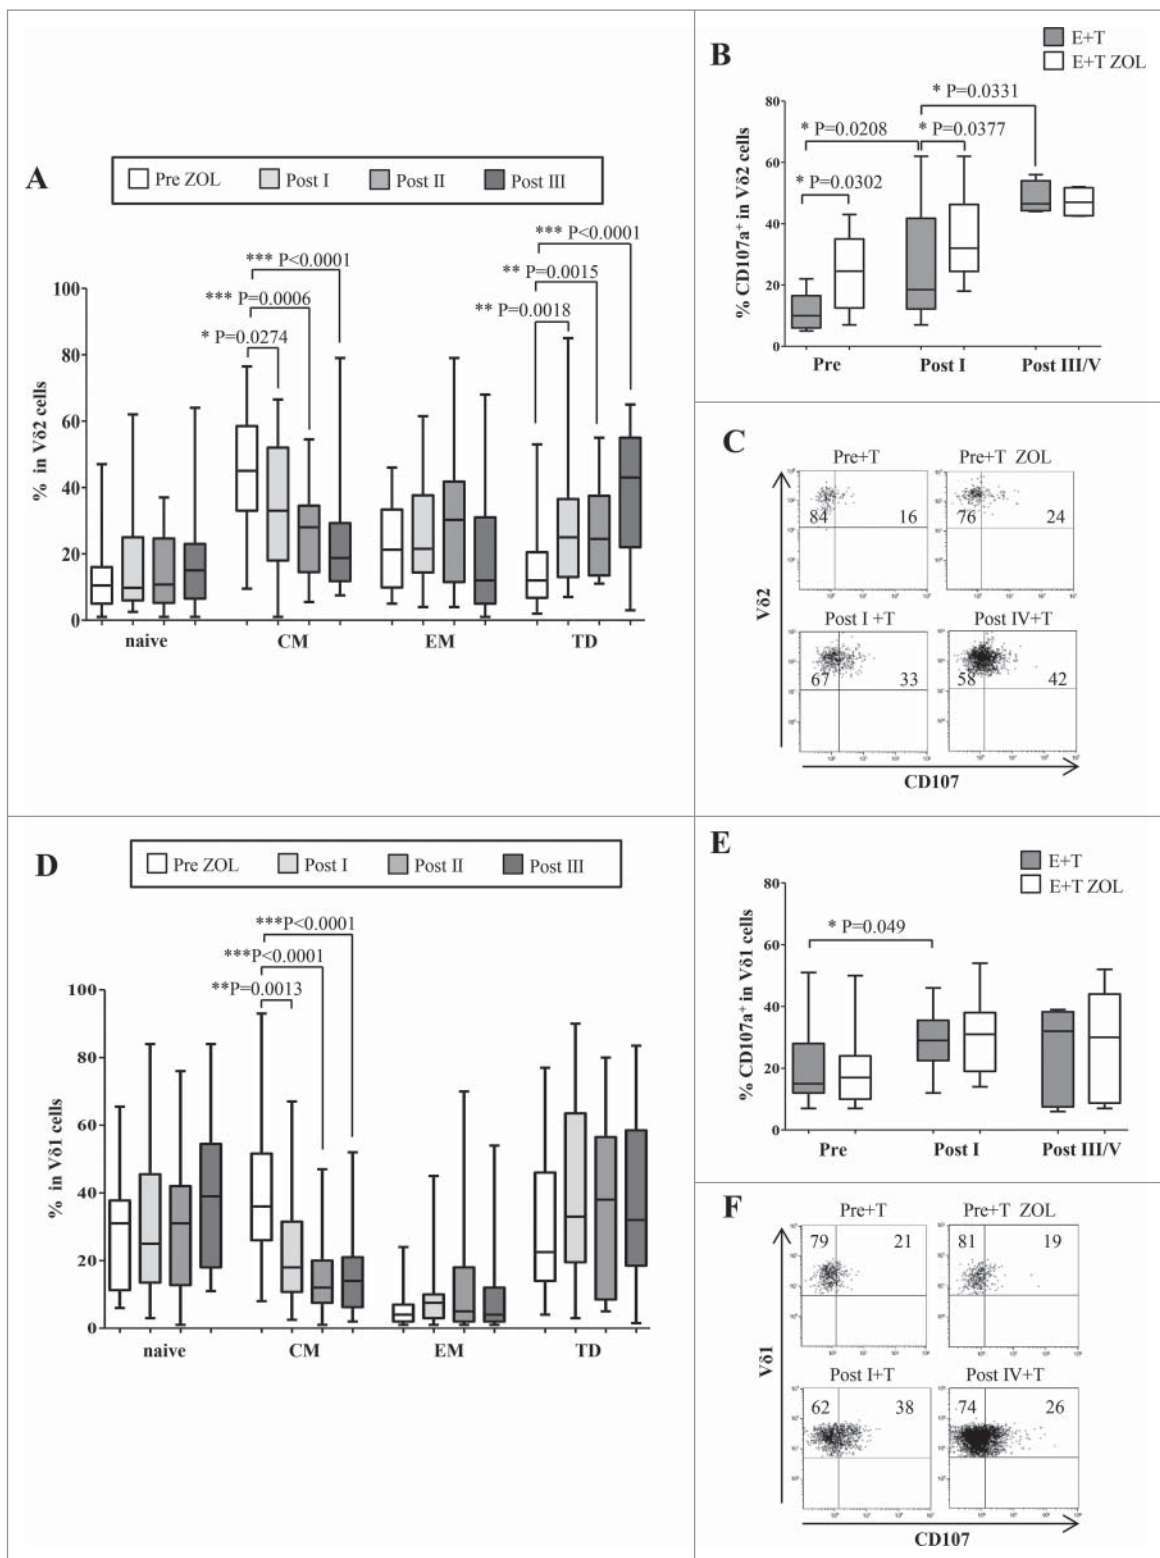 A
Pre ZOL
Post I
Post II
Post III
*** P<0.0001
*** P=0.0006
* P=0.0274
*** P<0.0001
** P=0.0015
** P=0.0018
% in Vδ2 cells
100
80
60
40
20
0
naive
CM
EM
TD
B
E+T
E+T ZOL
* P=0.0331
* P=0.0208
* P=0.0377
* P=0.0302
% CD107a+ in Vδ2 cells
80
60
40
20
0
Pre
Post I
Post III/V
C
Pre+T
Pre+T ZOL
84
16
76
24
Post I +T
Post IV+T
67
33
58
42
Vδ2
CD107
D
Pre ZOL
Post I
Post II
Post III
***P<0.0001
***P<0.0001
**P=0.0013
% in Vδ1 cells
100
80
60
40
20
0
naive
CM
EM
TD
E
E+T
E+T ZOL
* P=0.049
% CD107a+ in Vδ1 cells
80
60
40
20
0
Pre
Post I
Post III/V
F
Pre+T
Pre+T ZOL
79
21
81
19
Post I+T
Post IV+T
62
38
74
26
Vδ1
CD107